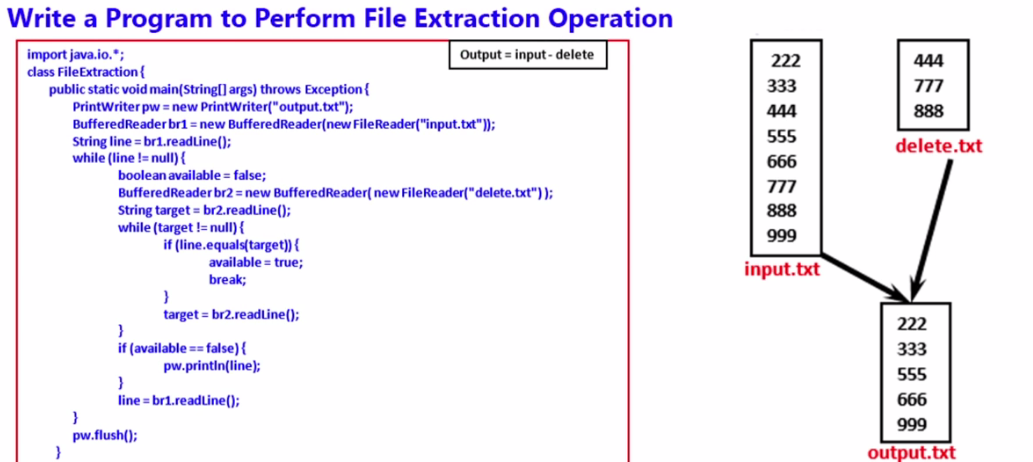 Write a Program to Perform File Extraction Operation
Output = input - delete
import java.io.*;
class FileExtraction {
public static void main(String[] args) throws Exception {
PrintWriter pw = new PrintWriter("output.txt");
BufferedReader br1 = new BufferedReader(new FileReader("input.txt"));
String line = br1.readLine();
while (line != null) {
boolean available = false;
BufferedReader br2 = new BufferedReader( new FileReader("delete.txt") );
String target = br2.readLine();
while (target != null) {
if (line.equals(target)) {
available = true;
break;
}
target = br2.readLine();
}
if (available == false) {
pw.println(line);
}
line = br1.readLine();
}
pw.flush();
}
222
333
444
555
666
777
888
999
input.txt
444
777
888
delete.txt
222
333
555
666
999
output.txt